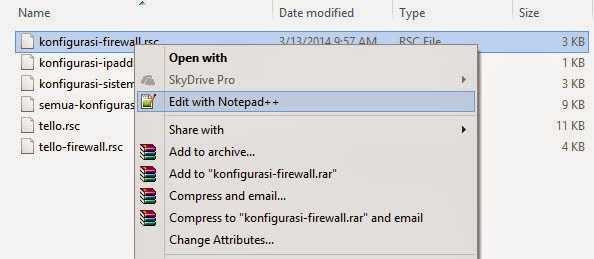 Name Date modified Type Size
konfigurasi-firewall.rsc 3/13/2014 9:57 AM RSC File 3 KB
konfigurasi-ipadd 1 KB
konfigurasi-sistem 3 KB
semua-konfiguras 9 KB
tello.rsc 11 KB
tello-firewall.rsc 4 KB
Open with
SkyDrive Pro
Edit with Notepad++
Share with
Add to archive...
Add to "konfigurasi-firewall.rar"
Compress and email...
Compress to "konfigurasi-firewall.rar" and email
Change Attributes...